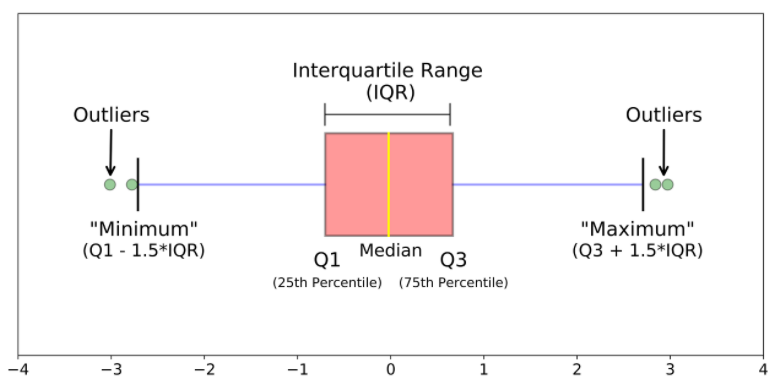 Interquartile Range
(IQR)
Outliers
Outliers
"Minimum"
(Q1 - 1.5*IQR)
"Maximum"
(Q3 + 1.5*IQR)
Median
Q1
Q3
(25th Percentile)
(75th Percentile)
−4 −3 −2 −1 0 1 2 3 4